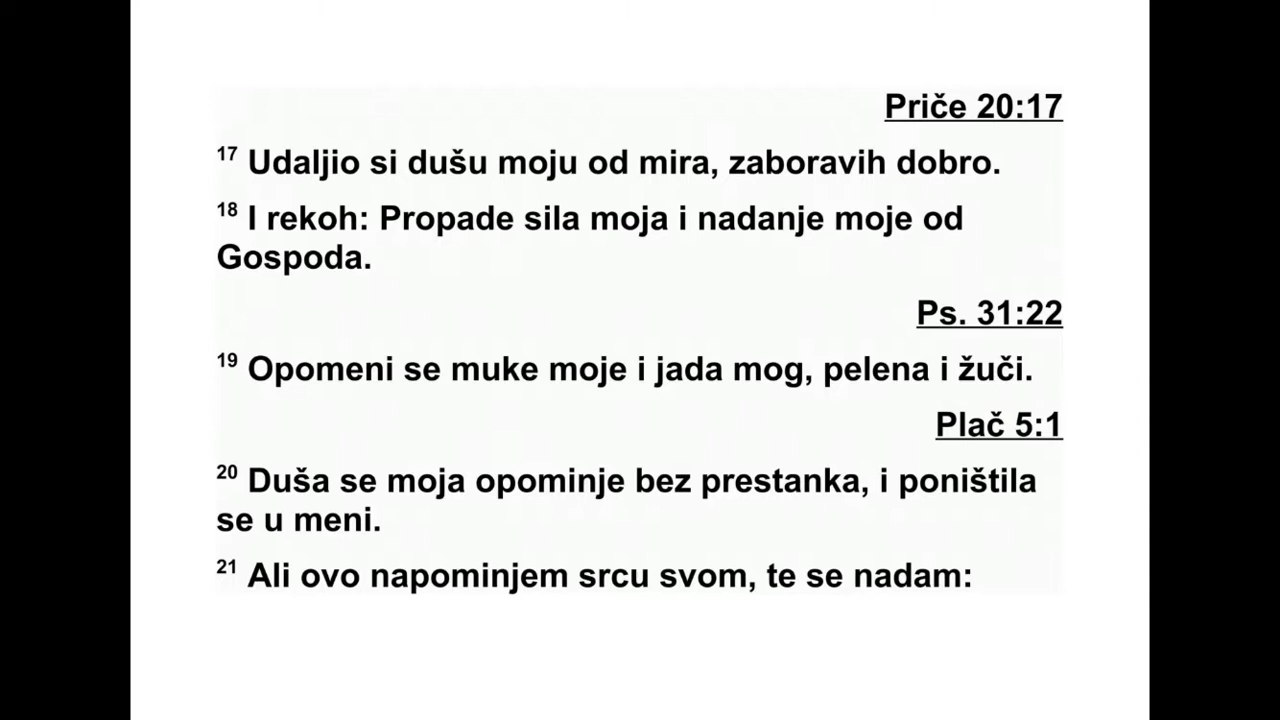 Priče 20:17
17 Udaljio si dušu moju od mira, zaboravih dobro.
18 I rekoh: Propade sila moja i nadanje moje od
Gospoda.
Ps. 31:22
19 Opomeni se muke moje i jada mog, pelena i žuči.
Plač 5:1
20 Duša se moja opominje bez prestanka, i poništila
se u meni.
21 Ali ovo napominjem srcu svom, te se nadam: